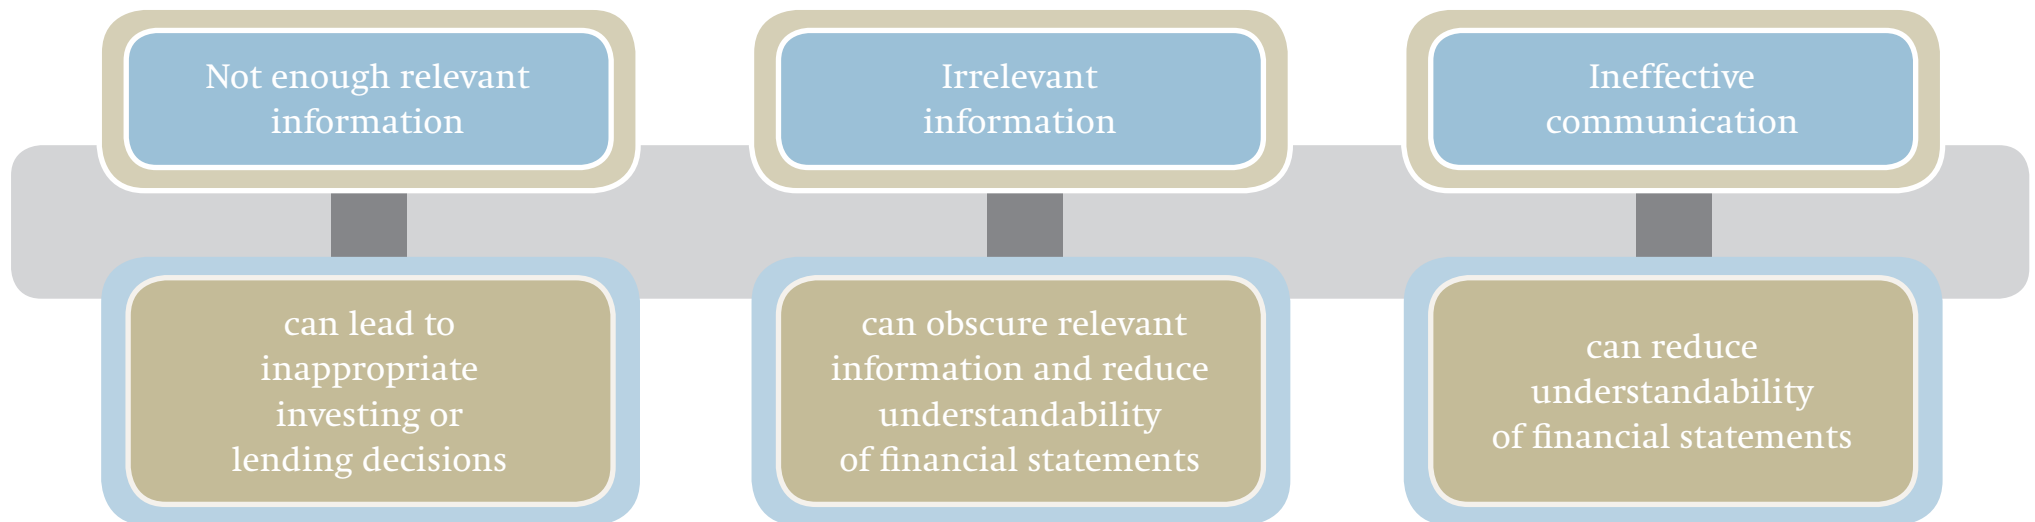 Not enough relevant
information
can lead to
inappropriate
investing or
lending decisions
Irrelevant
information
can obscure relevant
information and reduce
understandability
of financial statements
Ineffective
communication
can reduce
understandability
of financial statements